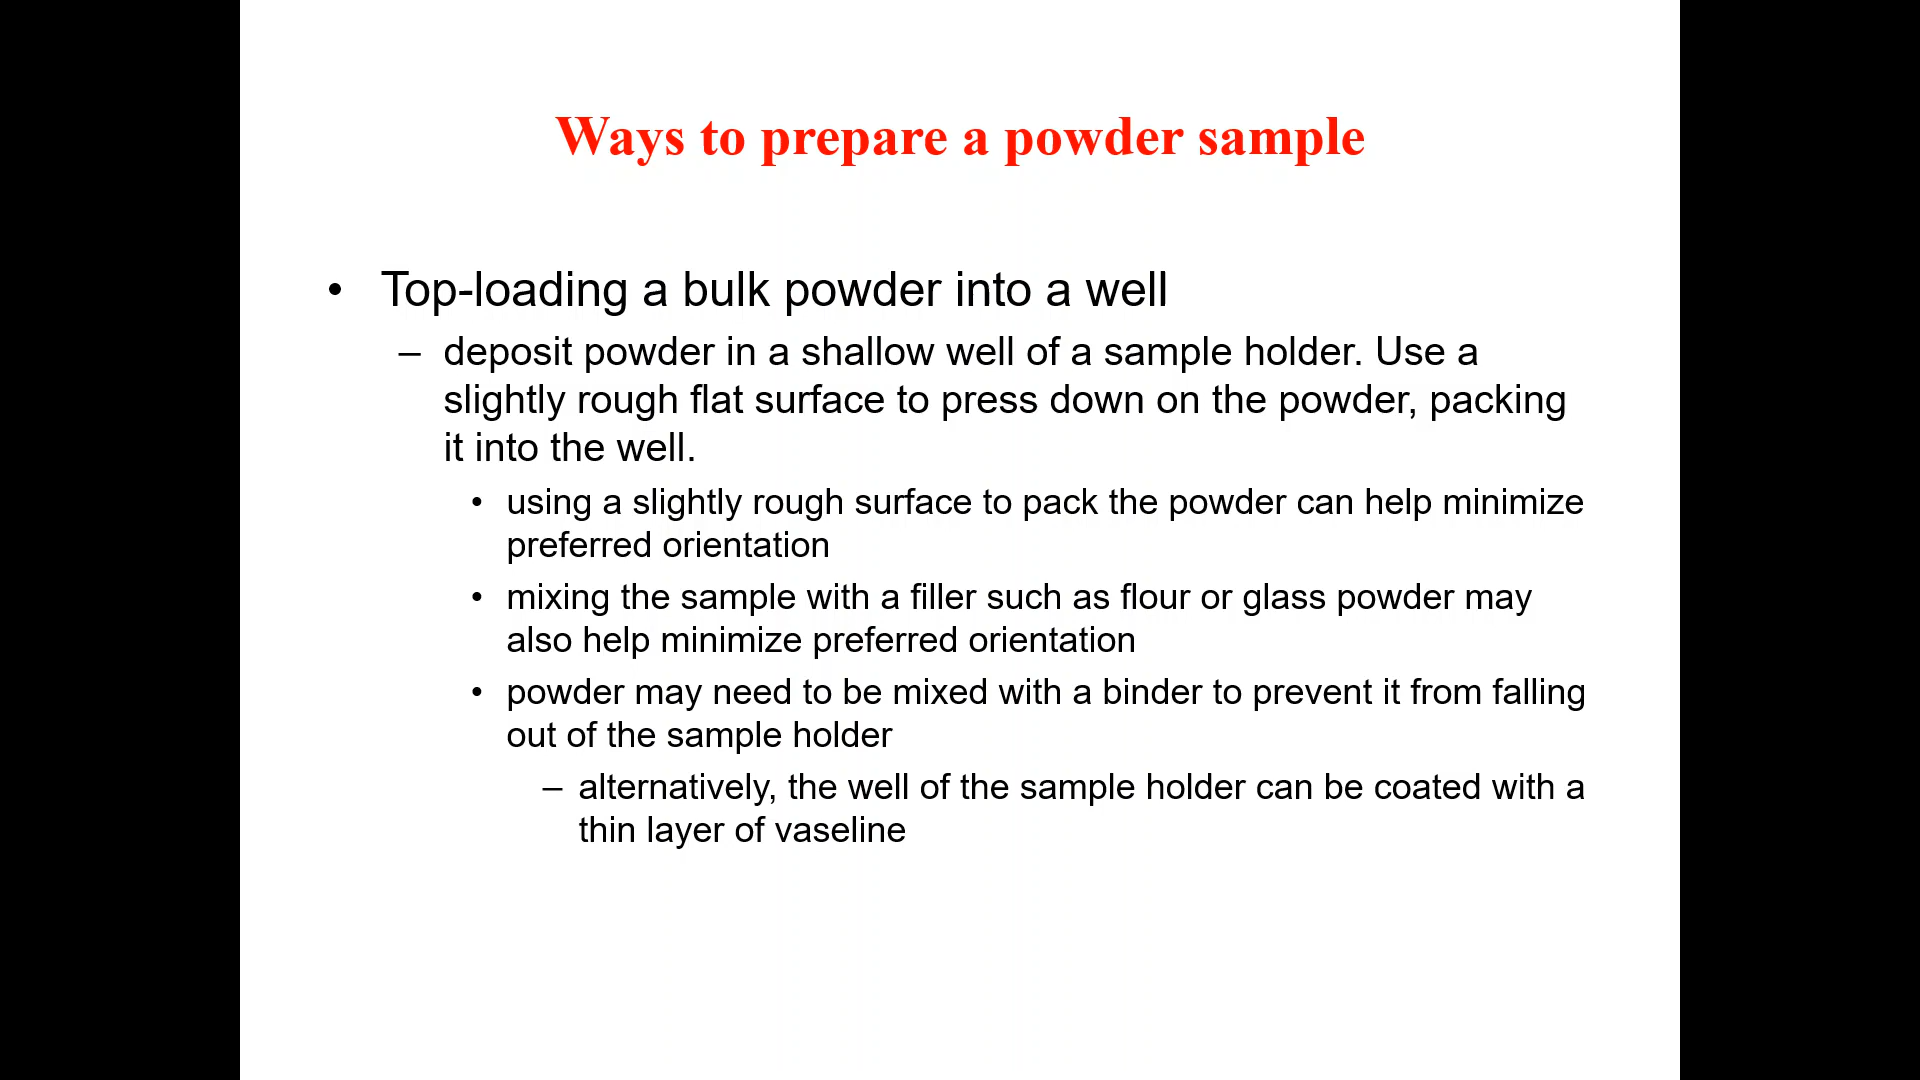 Ways to prepare a powder sample
• Top-loading a bulk powder into a well
– deposit powder in a shallow well of a sample holder. Use a
slightly rough flat surface to press down on the powder, packing
it into the well.
• using a slightly rough surface to pack the powder can help minimize
preferred orientation
• mixing the sample with a filler such as flour or glass powder may
also help minimize preferred orientation
• powder may need to be mixed with a binder to prevent it from falling
out of the sample holder
– alternatively, the well of the sample holder can be coated with a
thin layer of vaseline